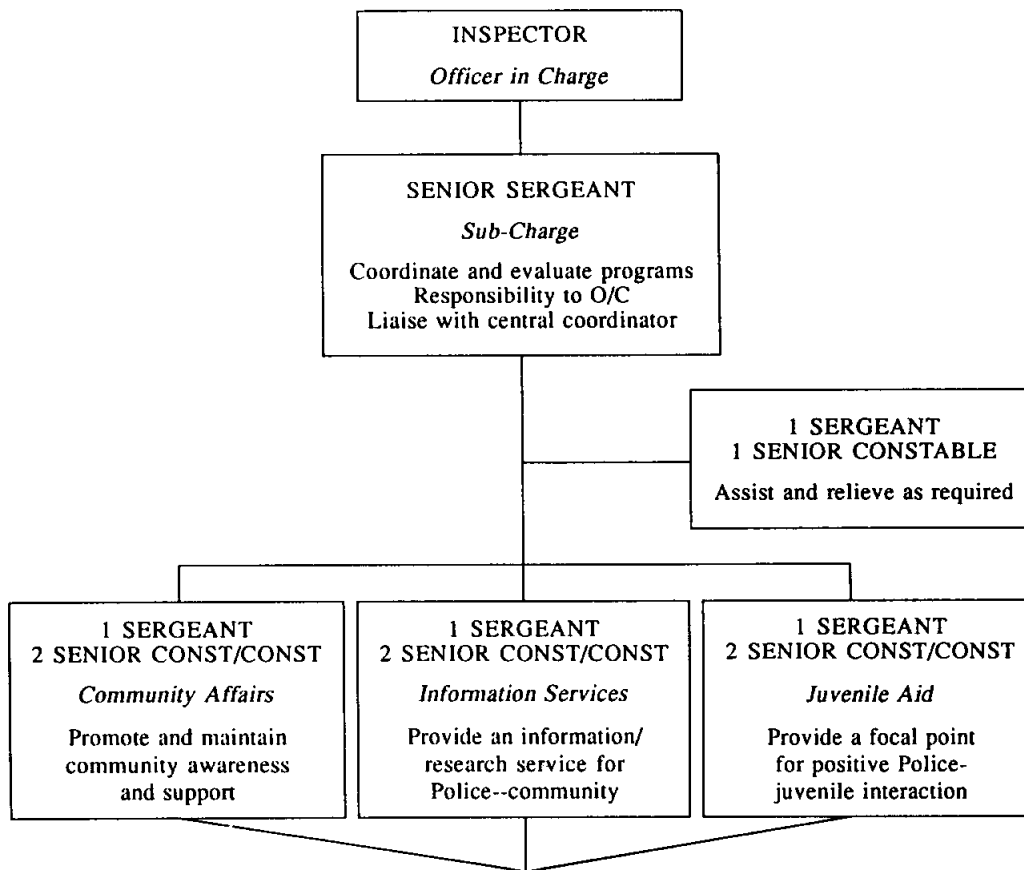 INSPECTOR
Officer in Charge
SENIOR SERGEANT
Sub-Charge
Coordinate and evaluate programs
Responsibility to O/C
Liaise with central coordinator
1 SERGEANT
1 SENIOR CONSTABLE
Assist and relieve as required
1 SERGEANT
2 SENIOR CONST/CONST
Community Affairs
Promote and maintain
community awareness
and support
1 SERGEANT
2 SENIOR CONST/CONST
Information Services
Provide an information/
research service for
Police--community
1 SERGEANT
2 SENIOR CONST/CONST
Juvenile Aid
Provide a focal point
for positive Police-
juvenile interaction